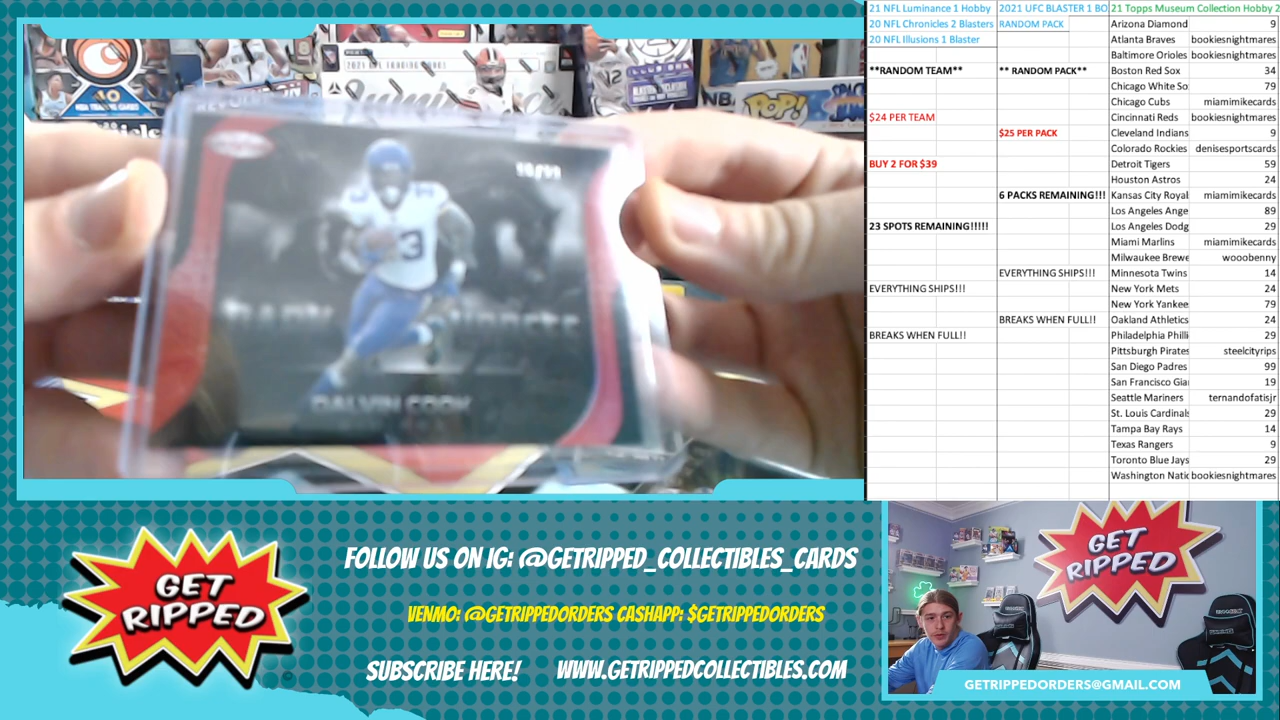 21 NFL Luminance 1 Hobby
20 NFL Chronicles 2 Blasters
20 NFL Illusions 1 Blaster
**RANDOM TEAM**
$24 PER TEAM
BUY 2 FOR $39
23 SPOTS REMAINING!!!!!
EVERYTHING SHIPS!!!
BREAKS WHEN FULL!!
2021 UFC BLASTER 1 BO
RANDOM PACK
** RANDOM PACK**
$25 PER PACK
6 PACKS REMAINING!!!
EVERYTHING SHIPS!!!
BREAKS WHEN FULL!!
21 Topps Museum Collection Hobby 2
Arizona Diamond 9
Atlanta Braves bookiesnightmares
Baltimore Orioles bookiesnightmares
Boston Red Sox 34
Chicago White So 79
Chicago Cubs miamimikecards
Cincinnati Reds bookiesnightmares
Cleveland Indians 9
Colorado Rockies denisesportscards
Detroit Tigers 59
Houston Astros 24
Kansas City Royal miamimikecards
Los Angeles Ange 89
Los Angeles Dodg 29
Miami Marlins miamimikecards
Milwaukee Brewe wooobenny
Minnesota Twins 14
New York Mets 24
New York Yankee 79
Oakland Athletics 24
Philadelphia Philli 29
Pittsburgh Pirates steelcityrips
San Diego Padres 99
San Francisco Gia 19
Seattle Mariners ternandofatisjr
St. Louis Cardinals 29
Tampa Bay Rays 14
Texas Rangers 9
Toronto Blue Jays 29
Washington Natic bookiesnightmares
DALVIN COOK
POP!
NBA
GET
RIPPED
FOLLOW US ON IG: @GETRIPPED_COLLECTIBLES_CARDS
VENMO: @GETRIPPEDORDERS CASHAPP: $GETRIPPEDORDERS
SUBSCRIBE HERE! WWW.GETRIPPEDCOLLECTIBLES.COM
GET
RIPPED
GETRIPPEDORDERS@GMAIL.COM